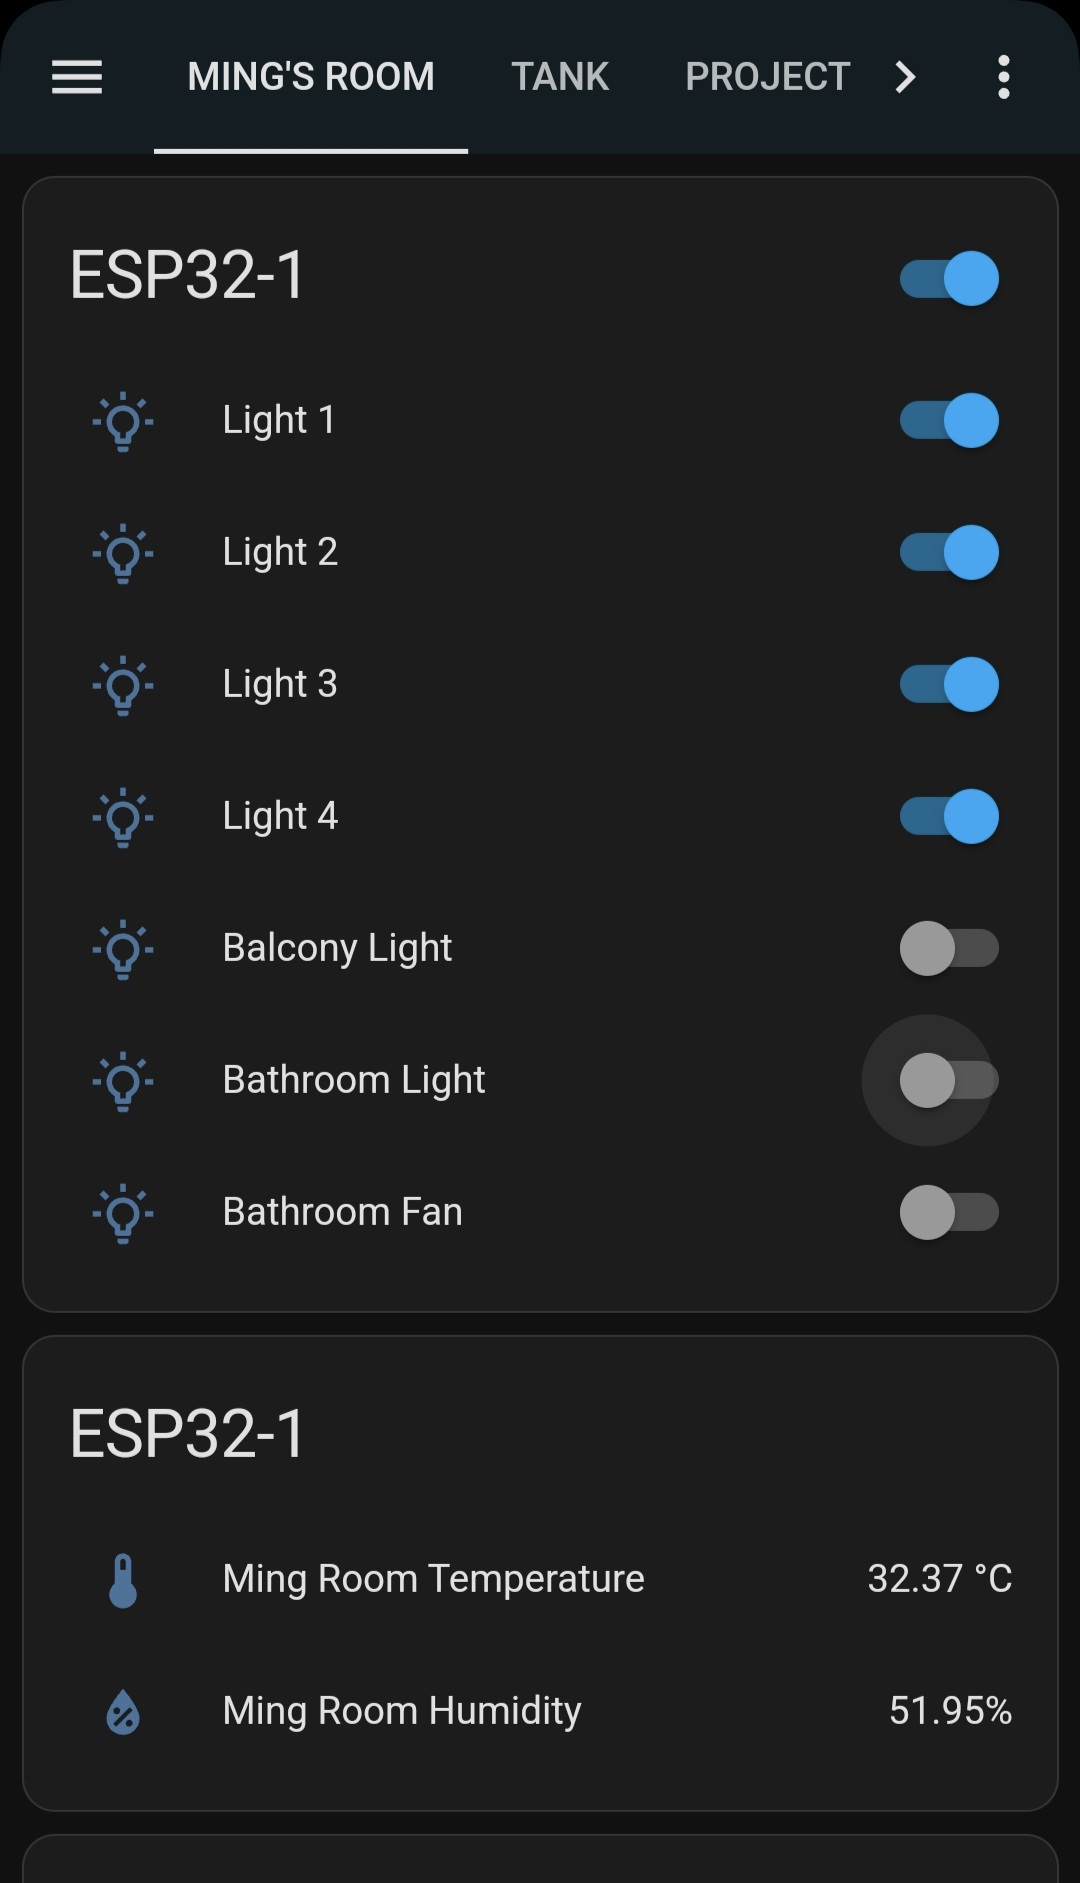 MING'S ROOM TANK PROJECT
ESP32-1
Light 1
Light 2
Light 3
Light 4
Balcony Light
Bathroom Light
Bathroom Fan
ESP32-1
Ming Room Temperature 32.37 °C
Ming Room Humidity 51.95%